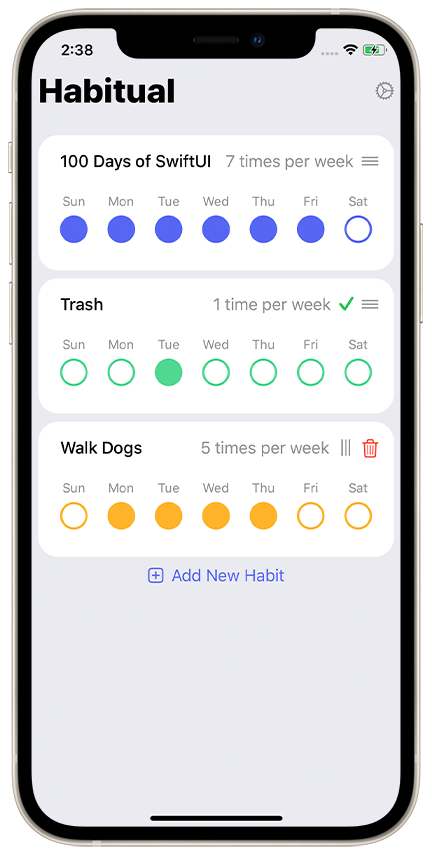 2:38
Habitual
100 Days of SwiftUI 7 times per week
Sun Mon Tue Wed Thu Fri Sat
Trash 1 time per week
Sun Mon Tue Wed Thu Fri Sat
Walk Dogs 5 times per week
Sun Mon Tue Wed Thu Fri Sat
Add New Habit